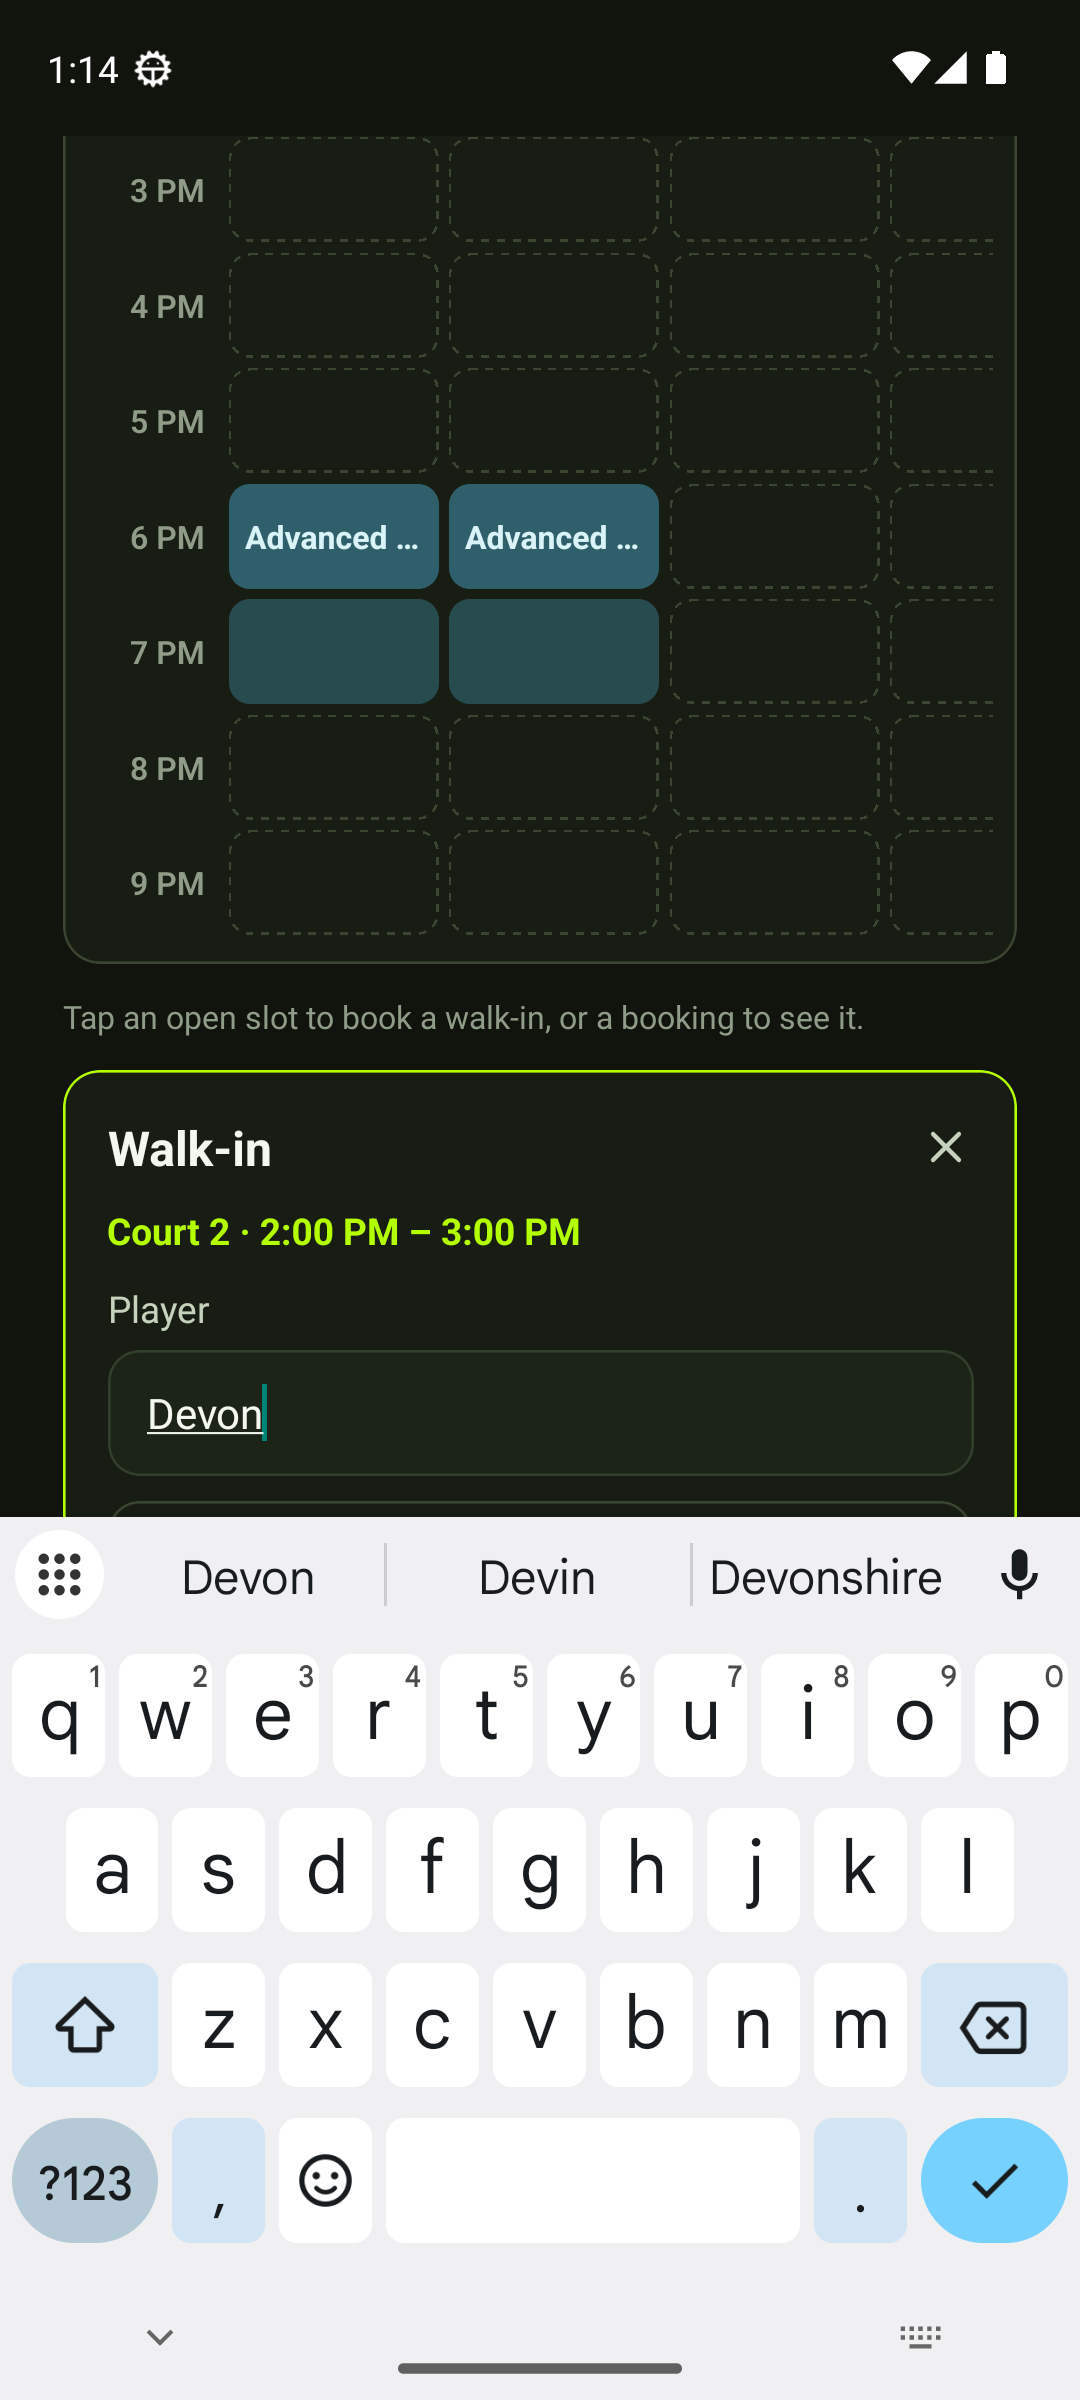 1:14
3 PM
4 PM
5 PM
6 PM Advanced ... Advanced ...
7 PM
8 PM
9 PM
Tap an open slot to book a walk-in, or a booking to see it.
Walk-in
Court 2 · 2:00 PM – 3:00 PM
Player
Devon
Devon Devin Devonshire
q 1 w 2 e 3 r 4 t 5 y 6 u 7 i 8 o 9 p 0
a s d f g h j k l
z x c v b n m
?123 , .